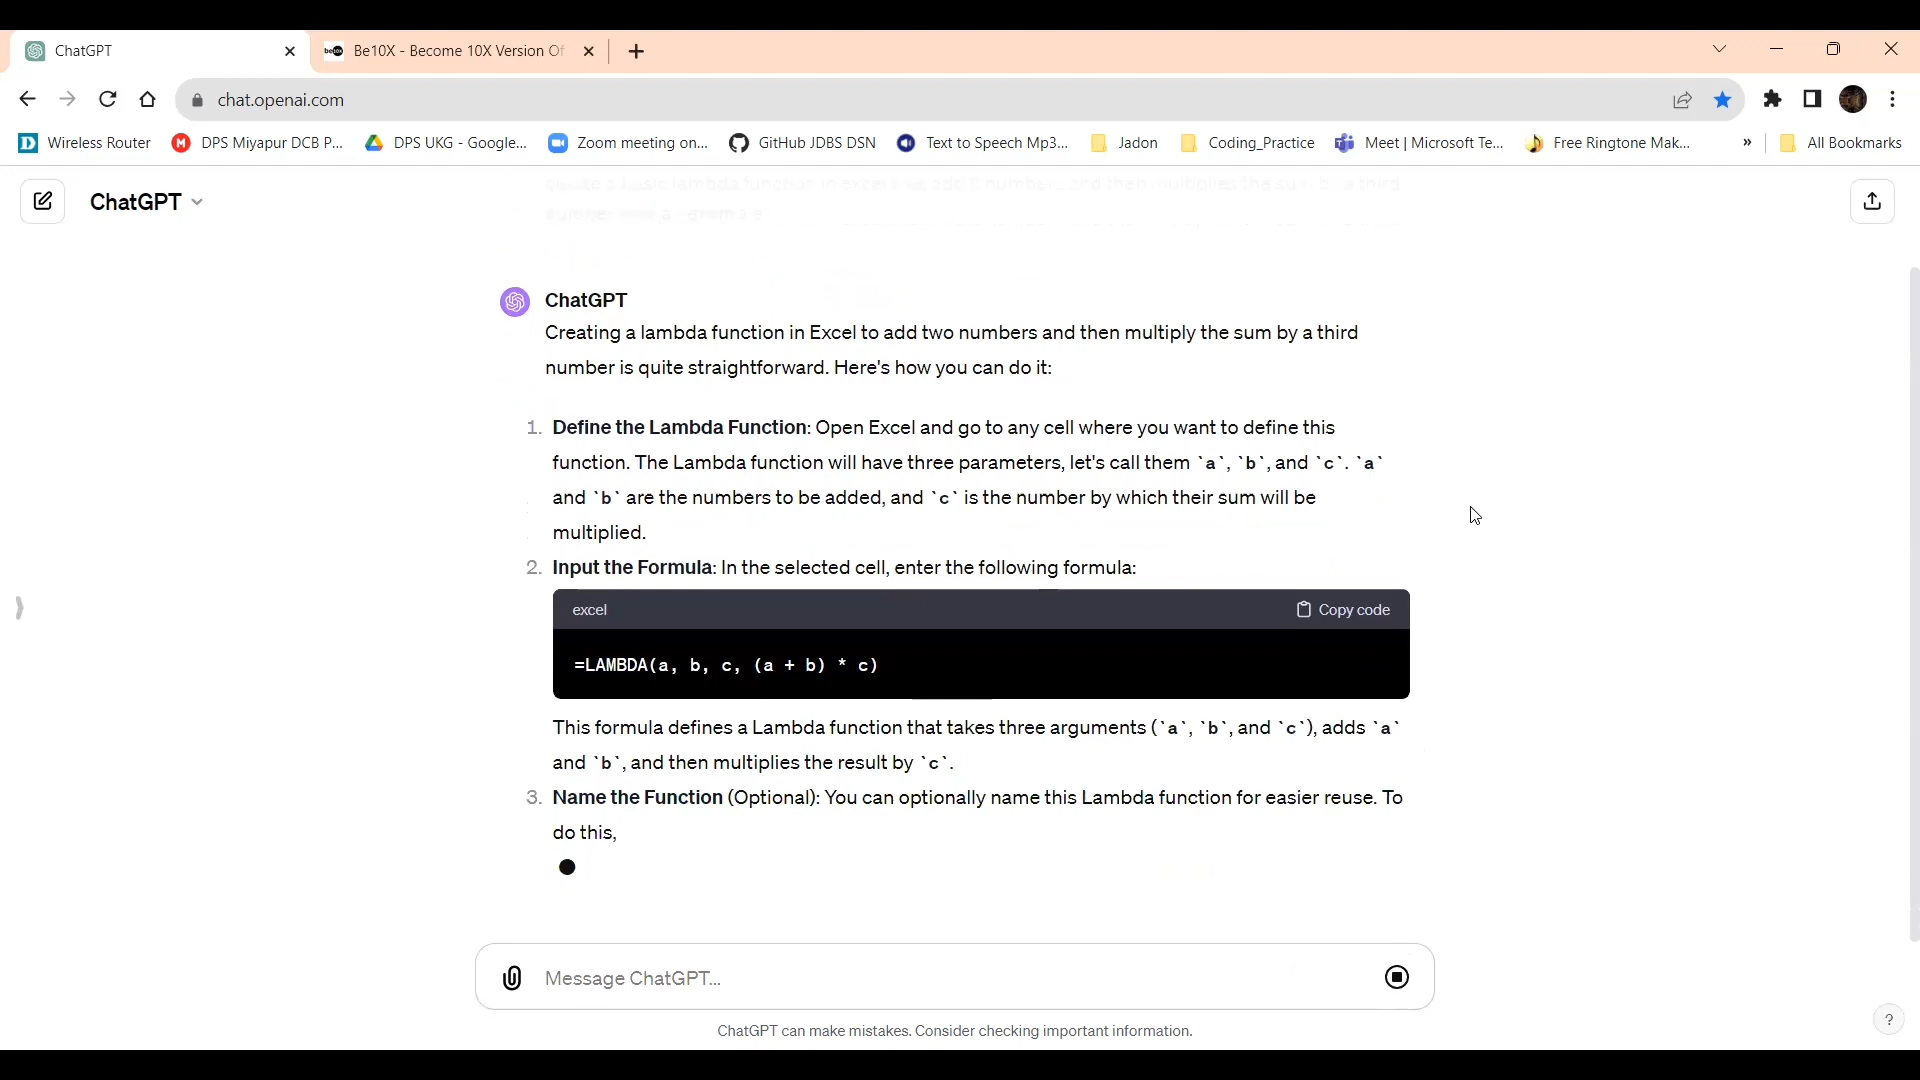 ChatGPT
Be10X - Become 10X Version Of
chat.openai.com
Wireless Router
DPS Miyapur DCB P...
DPS UKG - Google...
Zoom meeting on...
GitHub JDBS DSN
Text to Speech Mp3...
Jadon
Coding_Practice
Meet | Microsoft Te...
Free Ringtone Mak...
»
All Bookmarks
ChatGPT
ChatGPT
Creating a lambda function in Excel to add two numbers and then multiply the sum by a third
number is quite straightforward. Here's how you can do it:
1. Define the Lambda Function: Open Excel and go to any cell where you want to define this
function. The Lambda function will have three parameters, let's call them `a`, `b`, and `c`. `a`
and `b` are the numbers to be added, and `c` is the number by which their sum will be
multiplied.
2. Input the Formula: In the selected cell, enter the following formula:
excel
Copy code
=LAMBDA(a, b, c, (a + b) * c)
This formula defines a Lambda function that takes three arguments (`a`, `b`, and `c`), adds `a`
and `b`, and then multiplies the result by `c`.
3. Name the Function (Optional): You can optionally name this Lambda function for easier reuse. To
do this,
Message ChatGPT...
ChatGPT can make mistakes. Consider checking important information.
?